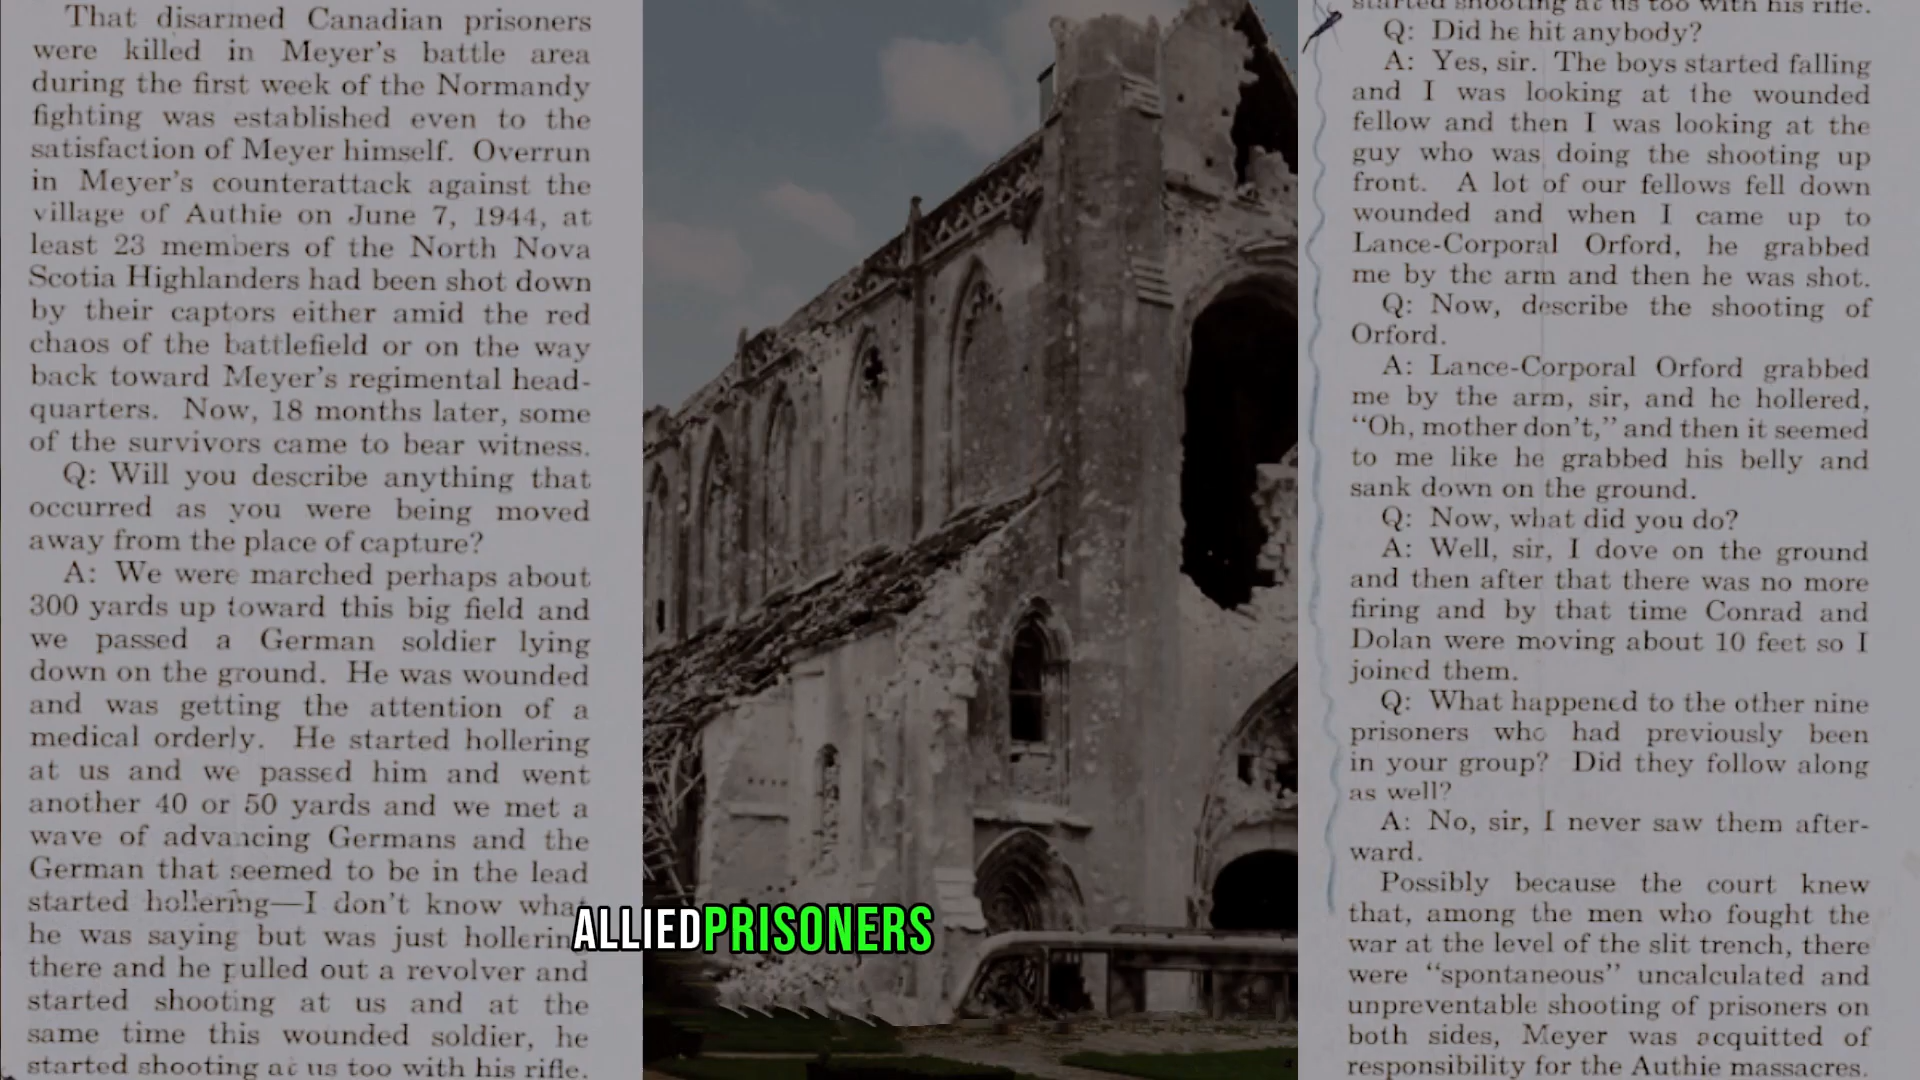 That disarmed Canadian prisoners
were killed in Meyer's battle area
during the first week of the Normandy
fighting was established even to the
satisfaction of Meyer himself. Overrun
in Meyer's counterattack against the
village of Authie on June 7, 1944, at
least 23 members of the North Nova
Scotia Highlanders had been shot down
by their captors either amid the red
chaos of the battlefield or on the way
back toward Meyer's regimental head-
quarters. Now, 18 months later, some
of the survivors came to bear witness.
Q: Will you describe anything that
occurred as you were being moved
away from the place of capture?
A: We were marched perhaps about
300 yards up toward this big field and
we passed a German soldier lying
down on the ground. He was wounded
and was getting the attention of a
medical orderly. He started hollering
at us and we passed him and went
another 40 or 50 yards and we met a
wave of advancing Germans and the
German that seemed to be in the lead
started hollering—I don't know what
he was saying but was just hollering
there and he pulled out a revolver and
started shooting at us and at the
same time this wounded soldier, he
started shooting at us too with his rifle.
ALLIED PRISONERS
started shooting at us too with his rifle.
Q: Did he hit anybody?
A: Yes, sir. The boys started falling
and I was looking at the wounded
fellow and then I was looking at the
guy who was doing the shooting up
front. A lot of our fellows fell down
wounded and when I came up to
Lance-Corporal Orford, he grabbed
me by the arm and then he was shot.
Q: Now, describe the shooting of
Orford.
A: Lance-Corporal Orford grabbed
me by the arm, sir, and he hollered,
"Oh, mother don't," and then it seemed
to me like he grabbed his belly and
sank down on the ground.
Q: Now, what did you do?
A: Well, sir, I dove on the ground
and then after that there was no more
firing and by that time Conrad and
Dolan were moving about 10 feet so I
joined them.
Q: What happened to the other nine
prisoners who had previously been
in your group? Did they follow along
as well?
A: No, sir, I never saw them after-
ward.
Possibly because the court knew
that, among the men who fought the
war at the level of the slit trench, there
were "spontaneous" uncalculated and
unpreventable shooting of prisoners on
both sides, Meyer was acquitted of
responsibility for the Authie massacres.